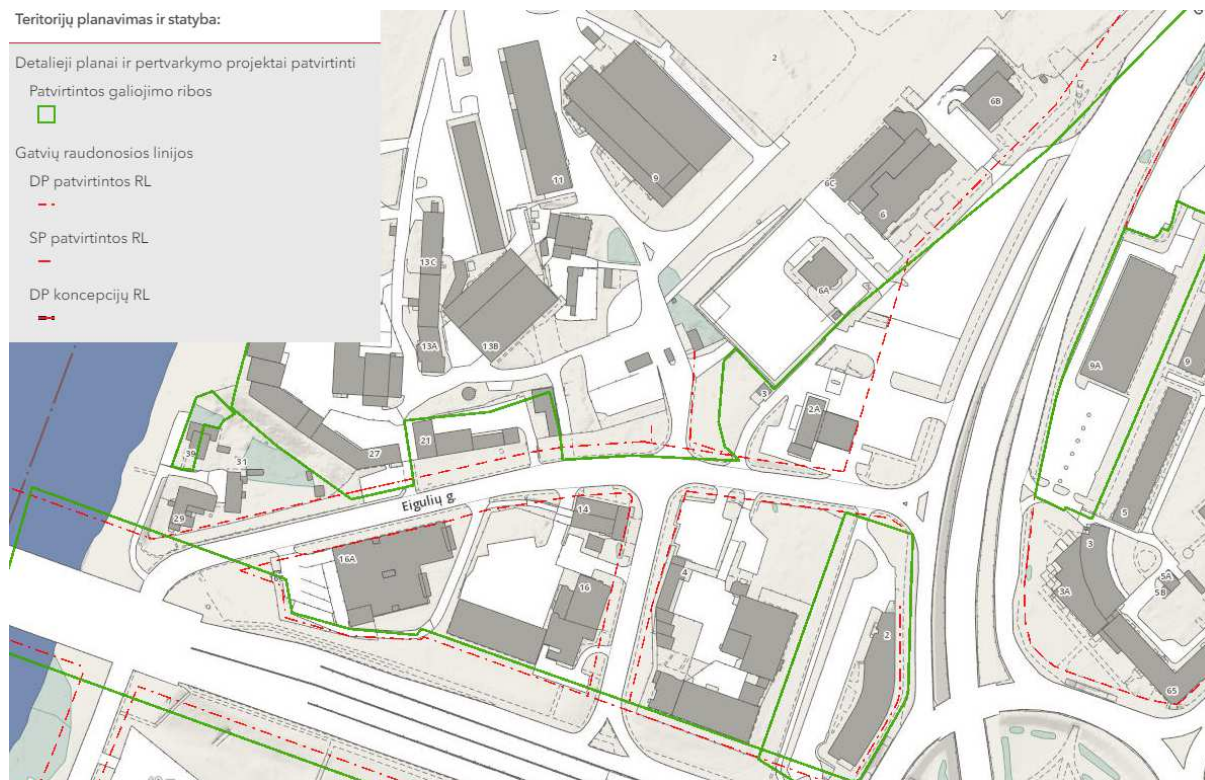 Teritorijų planavimas ir statyba:
Detalieji planai ir pertvarkymo projektai patvirtinti
Patvirtintos galiojimo ribos
Gatvių raudonosios linijos
DP patvirtintos RL
SP patvirtintos RL
DP koncepcijų RL
2
6B
11
9
6C
6
13C
6A
13A
13B
9A
9
3
2A
21
27
39
31
29
Eigulių g.
14
16A
16
4
2
5
3
3A
5A
5B
65